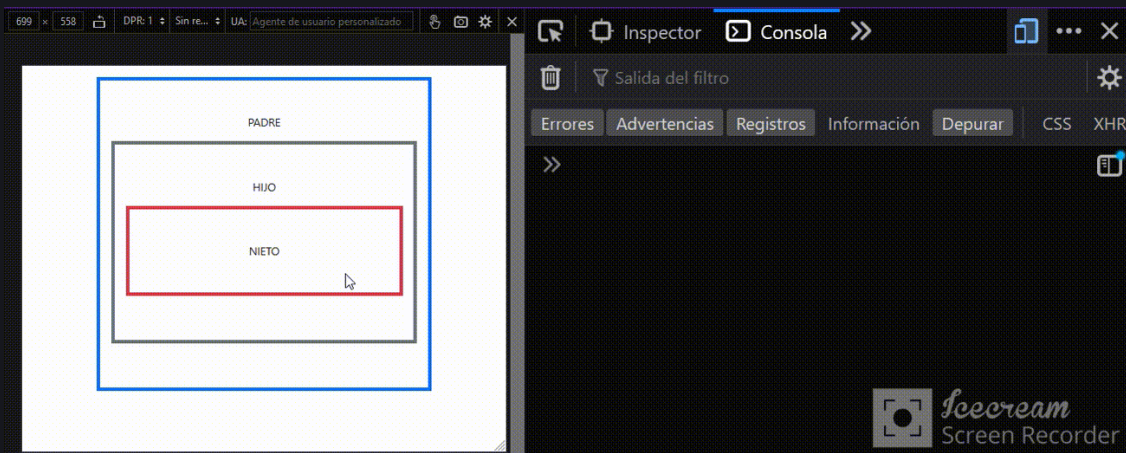 699 × 558 DPR: 1 Sin re... UA: Agente de usuario personalizado
Inspector Consola
Salida del filtro
Errores Advertencias Registros Información Depurar CSS XHR
PADRE
HIJO
NIETO
Icecream
Screen Recorder